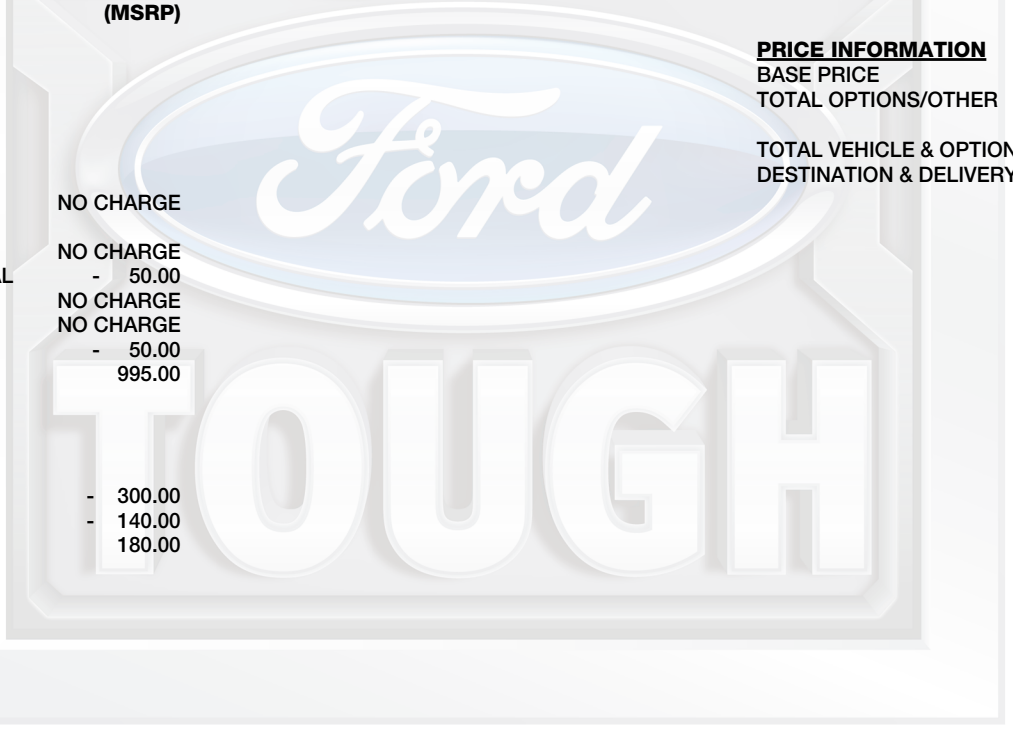 (MSRP)
NO CHARGE
NO CHARGE
- 50.00
NO CHARGE
NO CHARGE
- 50.00
995.00
- 300.00
- 140.00
180.00
PRICE INFORMATION
BASE PRICE
TOTAL OPTIONS/OTHER
TOTAL VEHICLE & OPTION
DESTINATION & DELIVERY
Ford
TOUGH